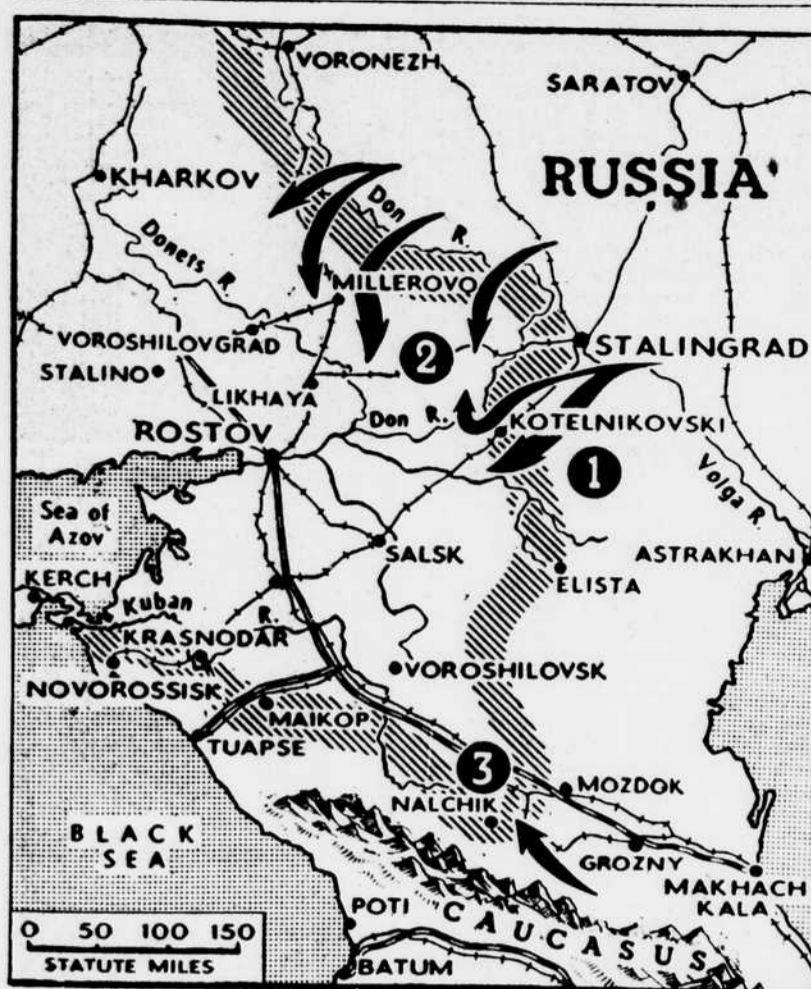 VORONEZH
SARATOV
RUSSIA
KHARKOV
Don
R.
Donets
R.
MILLEROVO
VOROSHILOVGRAD
STALINGRAD
STALINO
2
LIKHAYA
Don R.
KOTELNIKOVSKI
ROSTOV
1
Volga
R.
Sea of
Azov
SALSK
ASTRAKHAN
KERCH
ELISTA
Kuban
R.
KRASNODAR
VOROSHILOVSK
NOVOROSSISK
MAIKOP
TUAPSE
3
MOZDOK
NALCHIK
BLACK
SEA
GROZNY
MAKHACH
KALA
0 50 100 150
STATUTE MILES
POTI
CAUCASUS
BATUM